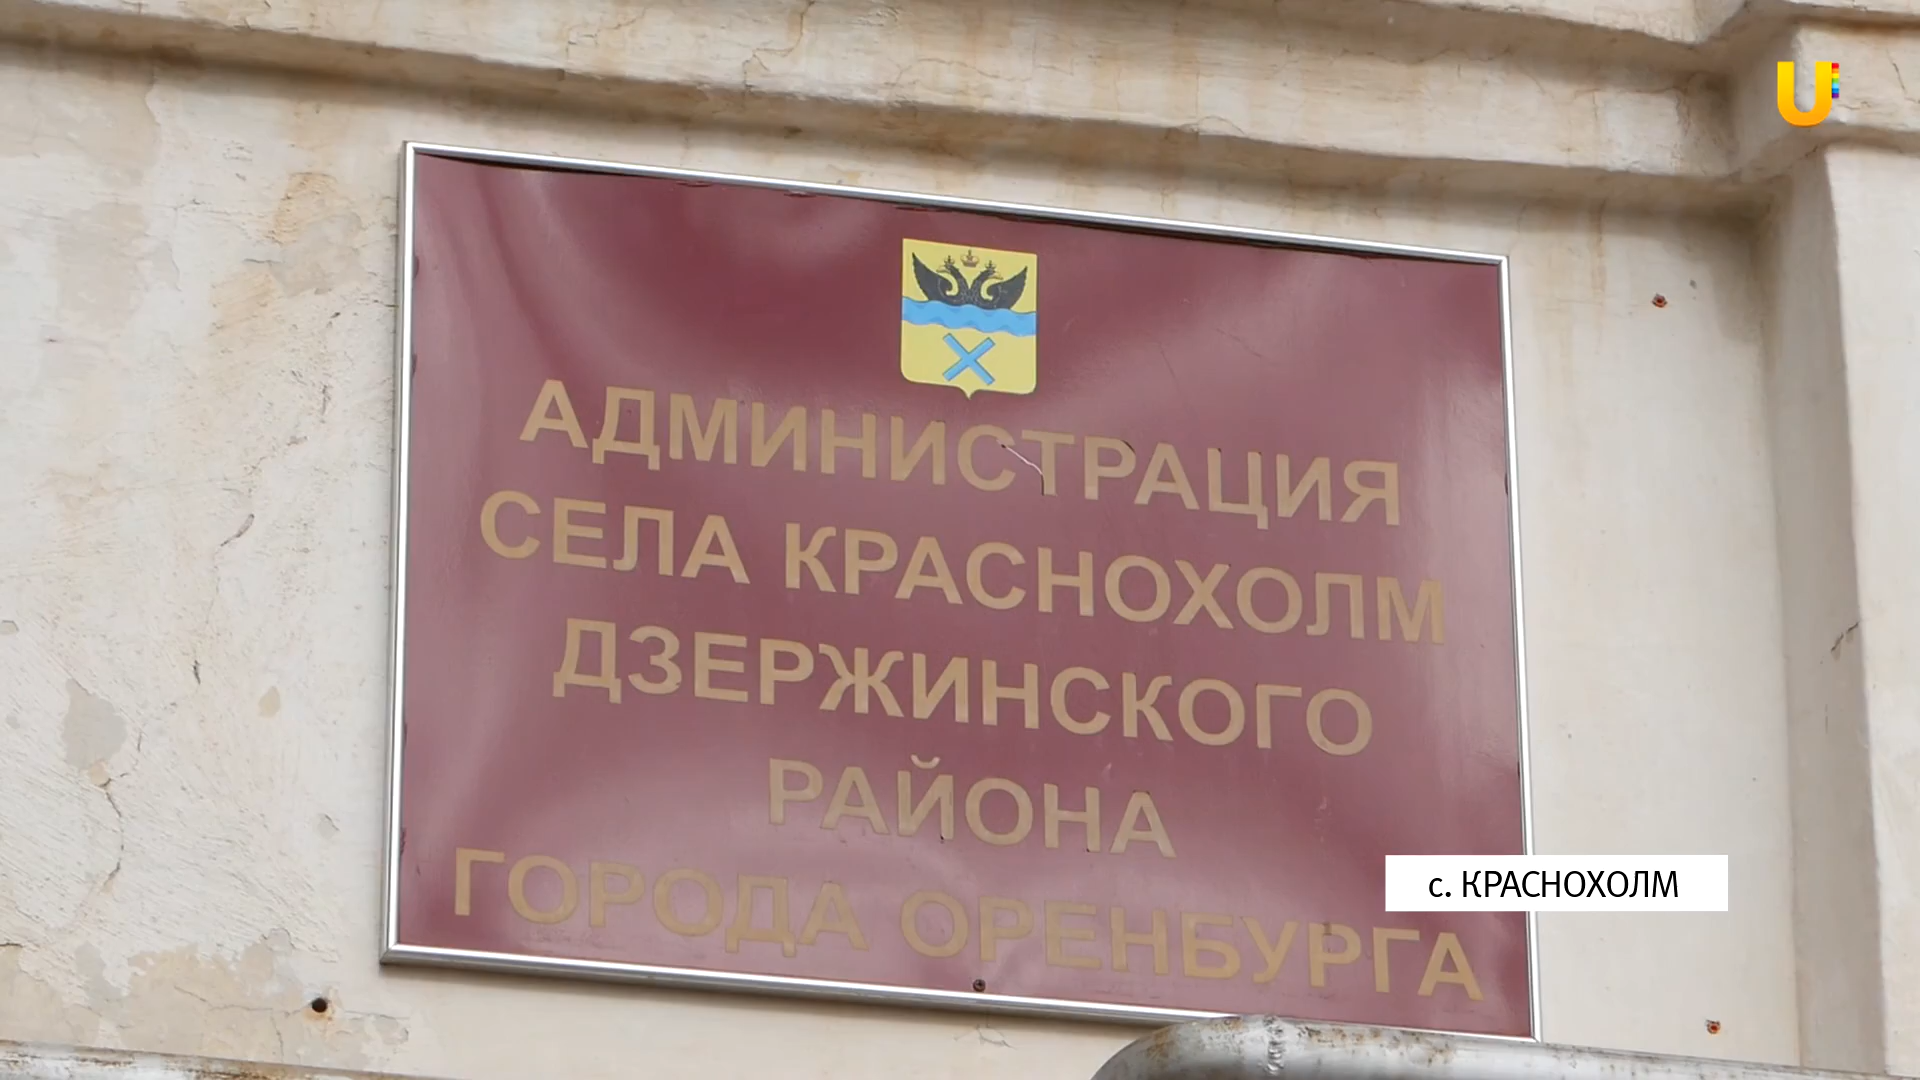 U
АДМИНИСТРАЦИЯ
СЕЛА КРАСНОХОЛМ
ДЗЕРЖИНСКОГО
РАЙОНА
ГОРОДА ОРЕНБУРГА
с. КРАСНОХОЛМ